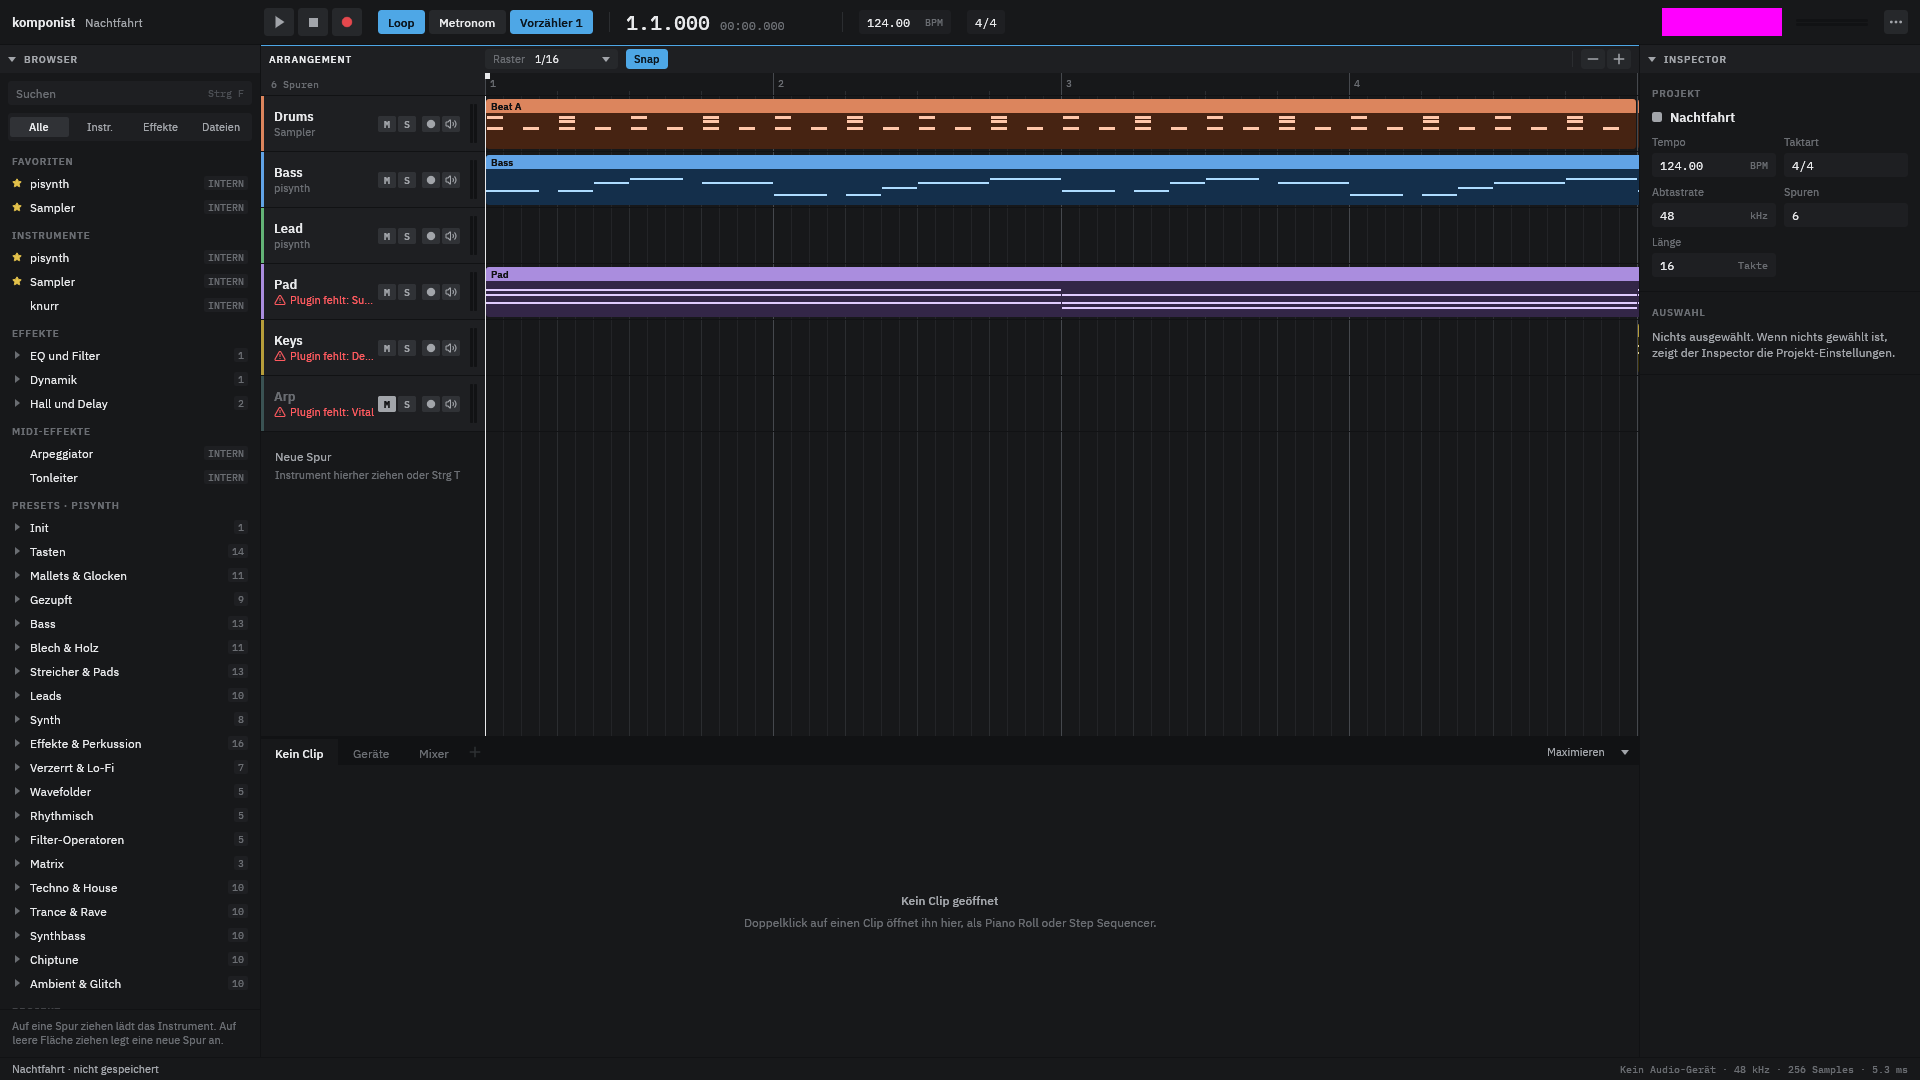 komponist Nachtfahrt
Loop Metronom Vorzähler 1
1.1.000 00:00.000
124.00 BPM 4/4
BROWSER
Suchen Strg F
Alle Instr. Effekte Dateien
FAVORITEN
pisynth INTERN
Sampler INTERN
INSTRUMENTE
pisynth INTERN
Sampler INTERN
knurr INTERN
EFFEKTE
EQ und Filter 1
Dynamik 1
Hall und Delay 2
MIDI-EFFEKTE
Arpeggiator INTERN
Tonleiter INTERN
PRESETS · PISYNTH
Init 1
Tasten 14
Mallets & Glocken 11
Gezupft 9
Bass 13
Blech & Holz 11
Streicher & Pads 13
Leads 10
Synth 8
Effekte & Perkussion 16
Verzerrt & Lo-Fi 7
Wavefolder 5
Rhythmisch 5
Filter-Operatoren 5
Matrix 3
Techno & House 10
Trance & Rave 10
Synthbass 10
Chiptune 10
Ambient & Glitch 10
Auf eine Spur ziehen lädt das Instrument. Auf
leere Fläche ziehen legt eine neue Spur an.
ARRANGEMENT
Raster 1/16 Snap
6 Spuren
1 2 3 4
Drums
Sampler
M S
Beat A
Bass
pisynth
M S
Bass
Lead
pisynth
M S
Pad
Plugin fehlt: Su...
M S
Pad
Keys
Plugin fehlt: De...
M S
Arp
Plugin fehlt: Vital
M S
Neue Spur
Instrument hierher ziehen oder Strg T
Kein Clip Geräte Mixer +
Maximieren
Kein Clip geöffnet
Doppelklick auf einen Clip öffnet ihn hier, als Piano Roll oder Step Sequencer.
INSPECTOR
PROJEKT
Nachtfahrt
Tempo Taktart
124.00 BPM 4/4
Abtastrate Spuren
48 kHz 6
Länge
16 Takte
AUSWAHL
Nichts ausgewählt. Wenn nichts gewählt ist,
zeigt der Inspector die Projekt-Einstellungen.
Nachtfahrt · nicht gespeichert
Kein Audio-Gerät · 48 kHz · 256 Samples · 5.3 ms